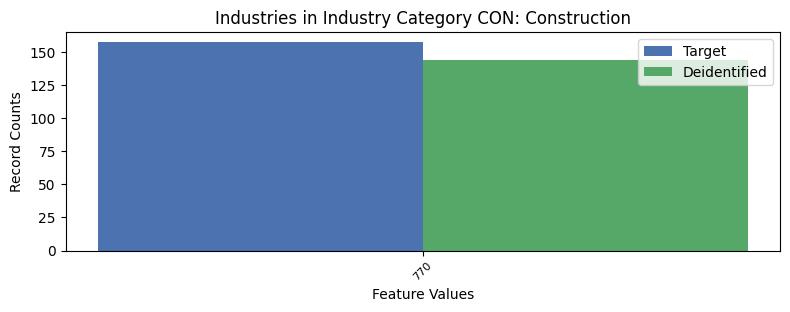 Industries in Industry Category CON: Construction
Target
Deidentified
Record Counts
150
125
100
75
50
25
0
770
Feature Values